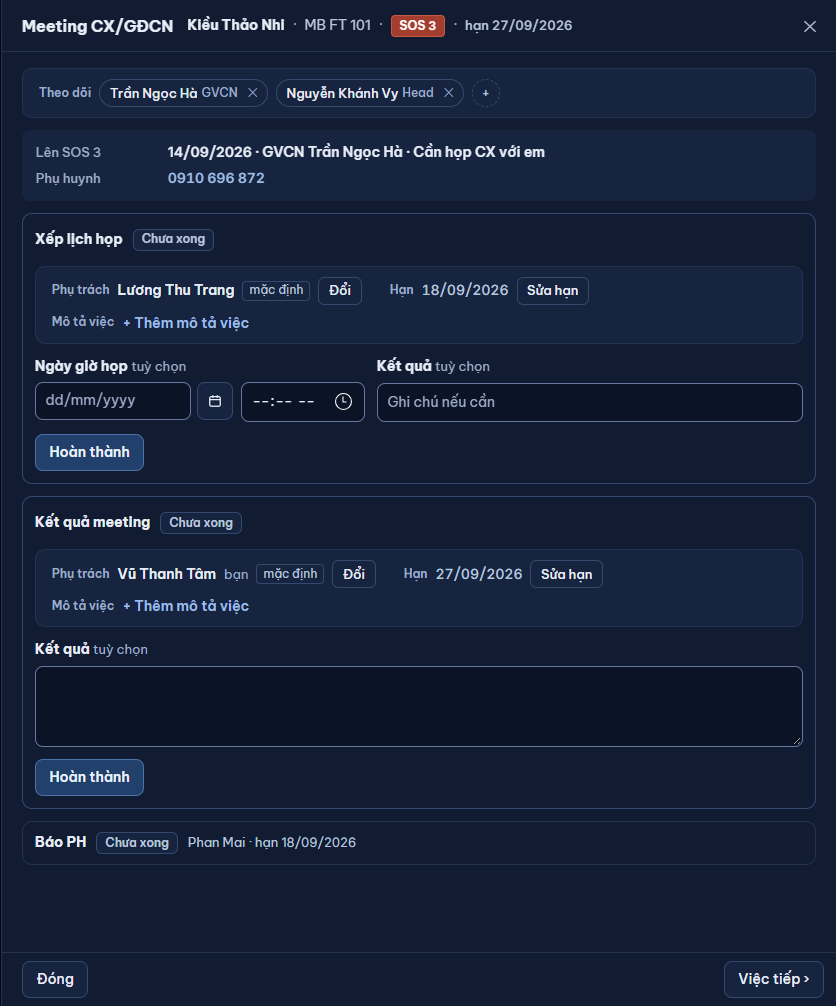 Meeting CX/GĐCN Kiều Thảo Nhi · MB FT 101 · SOS 3 · hạn 27/09/2026
Theo dõi Trần Ngọc Hà GVCN Nguyễn Khánh Vy Head +
Lên SOS 3 14/09/2026 · GVCN Trần Ngọc Hà · Cần họp CX với em
Phụ huynh 0910 696 872
Xếp lịch họp Chưa xong
Phụ trách Lương Thu Trang mặc định Đổi Hạn 18/09/2026 Sửa hạn
Mô tả việc + Thêm mô tả việc
Ngày giờ họp tuỳ chọn Kết quả tuỳ chọn
dd/mm/yyyy --:-- -- Ghi chú nếu cần
Hoàn thành
Kết quả meeting Chưa xong
Phụ trách Vũ Thanh Tâm bạn mặc định Đổi Hạn 27/09/2026 Sửa hạn
Mô tả việc + Thêm mô tả việc
Kết quả tuỳ chọn
Hoàn thành
Báo PH Chưa xong Phan Mai · hạn 18/09/2026
Đóng Việc tiếp ›